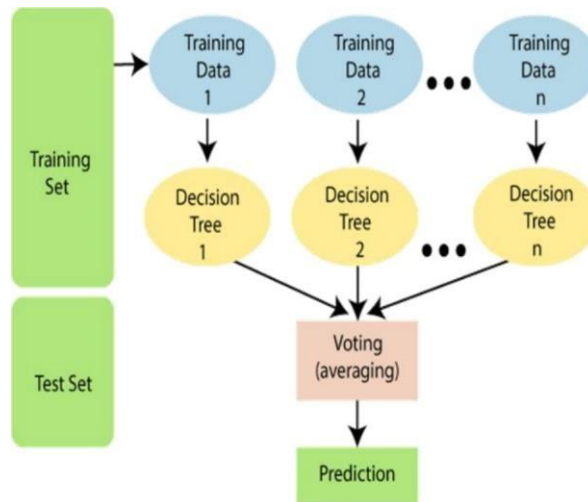 Training
Set
Test Set
Training
Data
1
Training
Data
2
Training
Data
n
Decision
Tree
1
Decision
Tree
2
Decision
Tree
n
Voting
(averaging)
Prediction